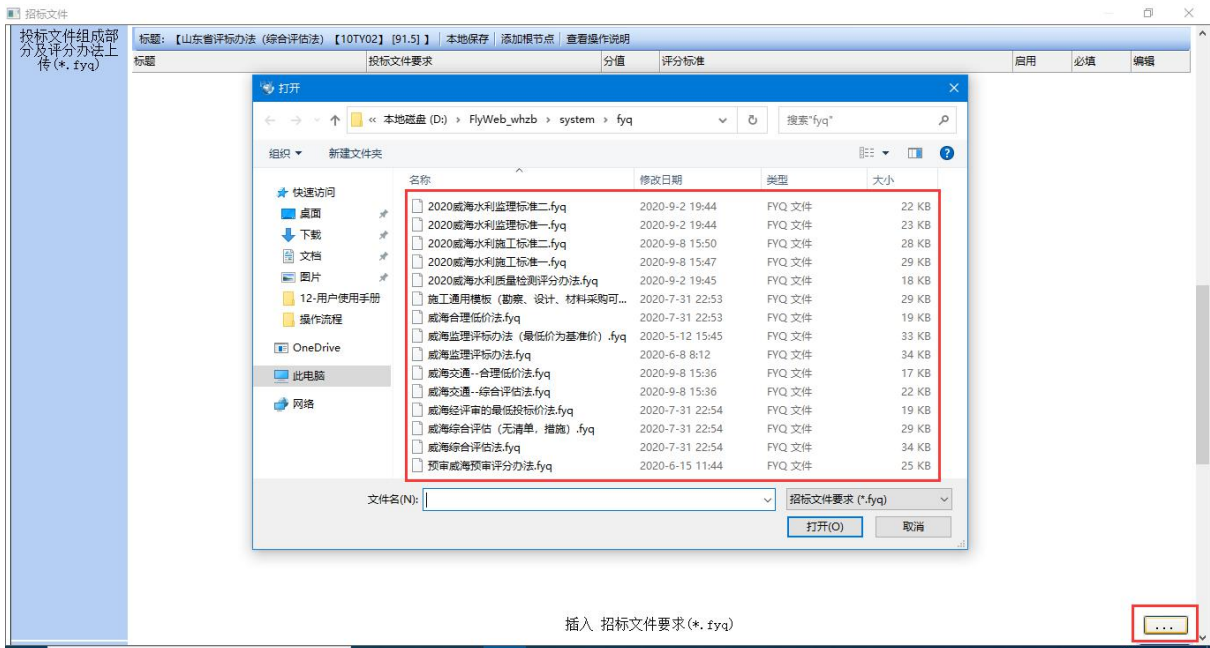 招标文件
投标文件组成部
分及评分办法上
传(*.fyq)
标题: 【山东省评标办法（综合评估法）【10TY02】[91.5] 】 本地保存 添加根节点 查看操作说明
标题 投标文件要求 分值 评分标准 启用 必填 编辑
打开
« 本地磁盘 (D:) › FlyWeb_whzb › system › fyq 搜索"fyq"
组织 新建文件夹
名称 修改日期 类型 大小
快速访问
桌面
下载
文档
图片
12-用户使用手册
操作流程
OneDrive
此电脑
网络
2020威海水利监理标准二.fyq 2020-9-2 19:44 FYQ 文件 22 KB
2020威海水利监理标准一.fyq 2020-9-2 19:44 FYQ 文件 23 KB
2020威海水利施工标准二.fyq 2020-9-8 15:50 FYQ 文件 28 KB
2020威海水利施工标准一.fyq 2020-9-8 15:47 FYQ 文件 29 KB
2020威海水利质量检测评分办法.fyq 2020-9-2 19:45 FYQ 文件 18 KB
施工通用模板（勘察、设计、材料采购可... 2020-7-31 22:53 FYQ 文件 29 KB
威海合理低价法.fyq 2020-7-31 22:53 FYQ 文件 19 KB
威海监理评标办法（最低价为基准价）.fyq 2020-5-12 15:45 FYQ 文件 33 KB
威海监理评标办法.fyq 2020-6-8 8:12 FYQ 文件 34 KB
威海交通--合理低价法.fyq 2020-9-8 15:36 FYQ 文件 17 KB
威海交通--综合评估法.fyq 2020-9-8 15:36 FYQ 文件 22 KB
威海经评审的最低投标价法.fyq 2020-7-31 22:54 FYQ 文件 19 KB
威海综合评估（无清单，措施）.fyq 2020-7-31 22:54 FYQ 文件 29 KB
威海综合评估法.fyq 2020-7-31 22:54 FYQ 文件 34 KB
预审威海预审评分办法.fyq 2020-6-15 11:44 FYQ 文件 25 KB
文件名(N): 招标文件要求 (*.fyq)
打开(O) 取消
插入 招标文件要求(*.fyq) ...